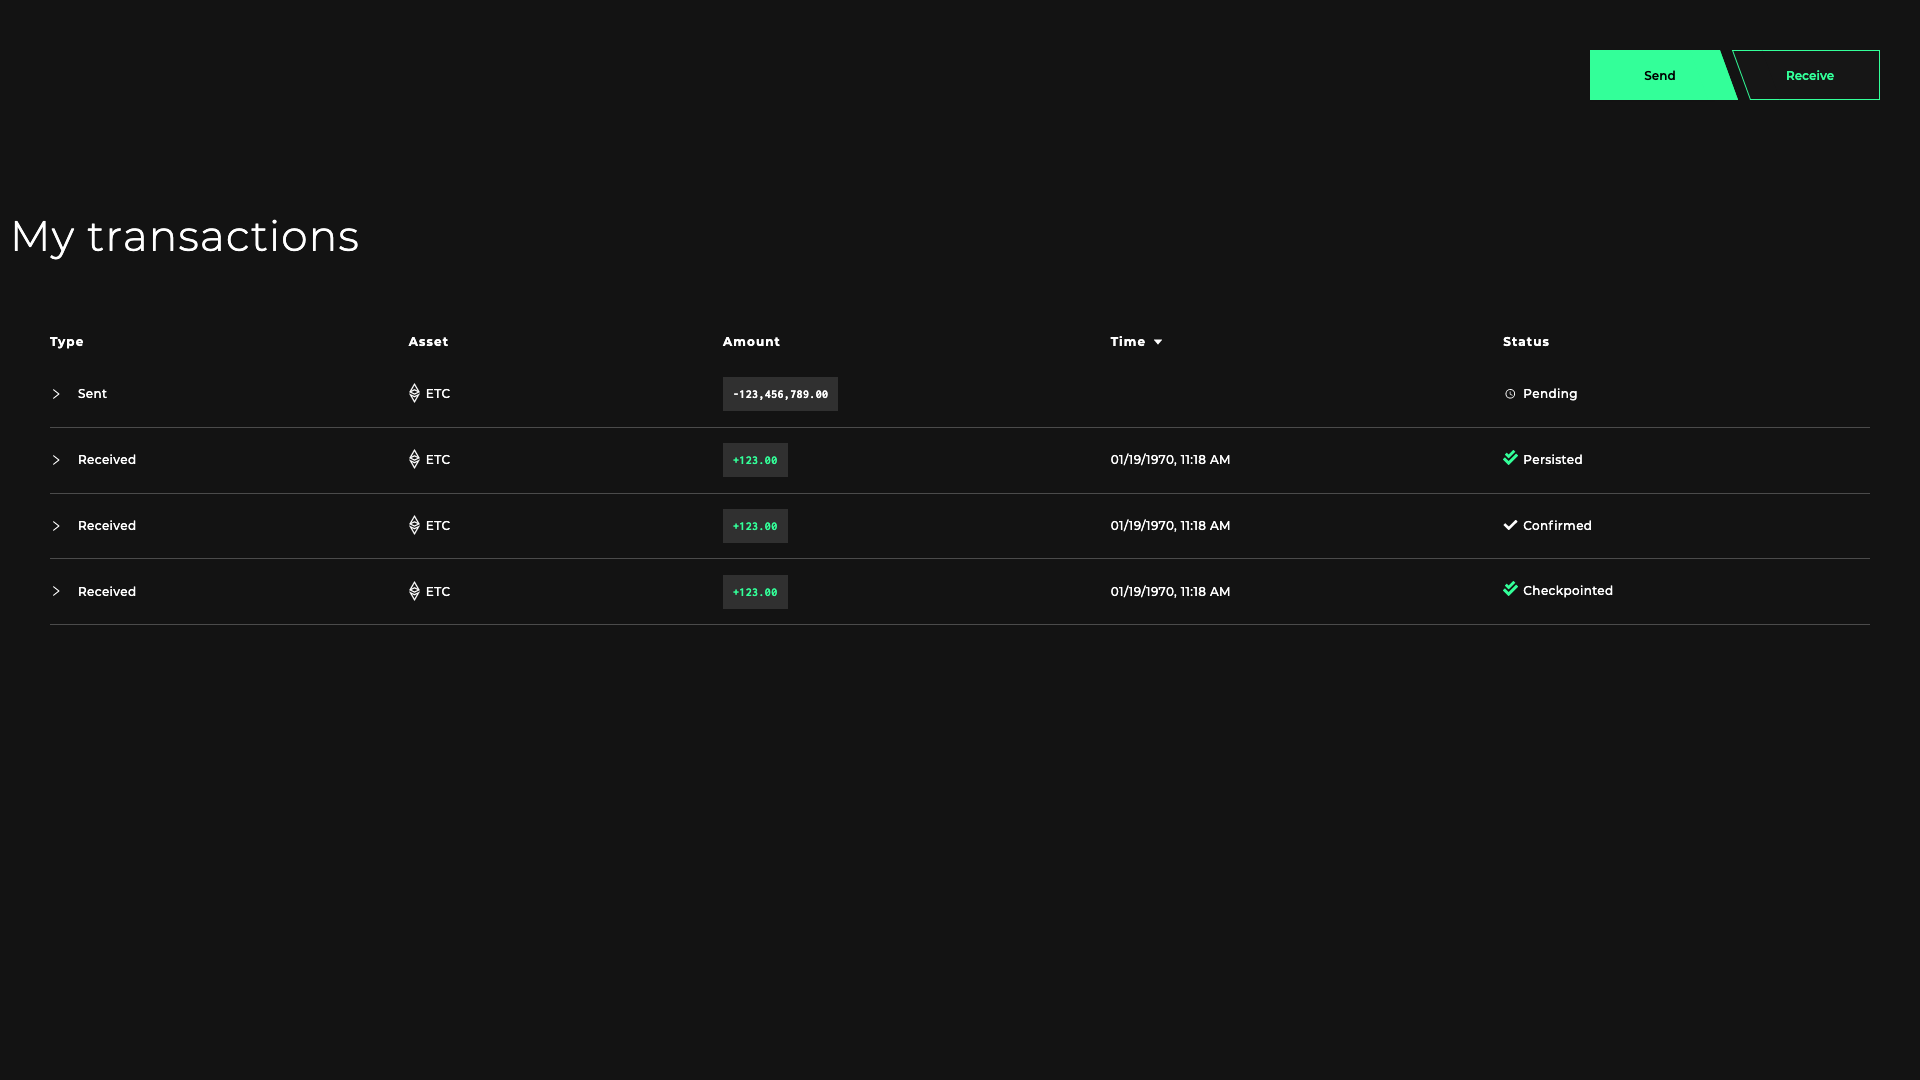 Send Receive
My transactions
Type Asset Amount Time Status
Sent ETC -123,456,789.00 Pending
Received ETC +123.00 01/19/1970, 11:18 AM Persisted
Received ETC +123.00 01/19/1970, 11:18 AM Confirmed
Received ETC +123.00 01/19/1970, 11:18 AM Checkpointed